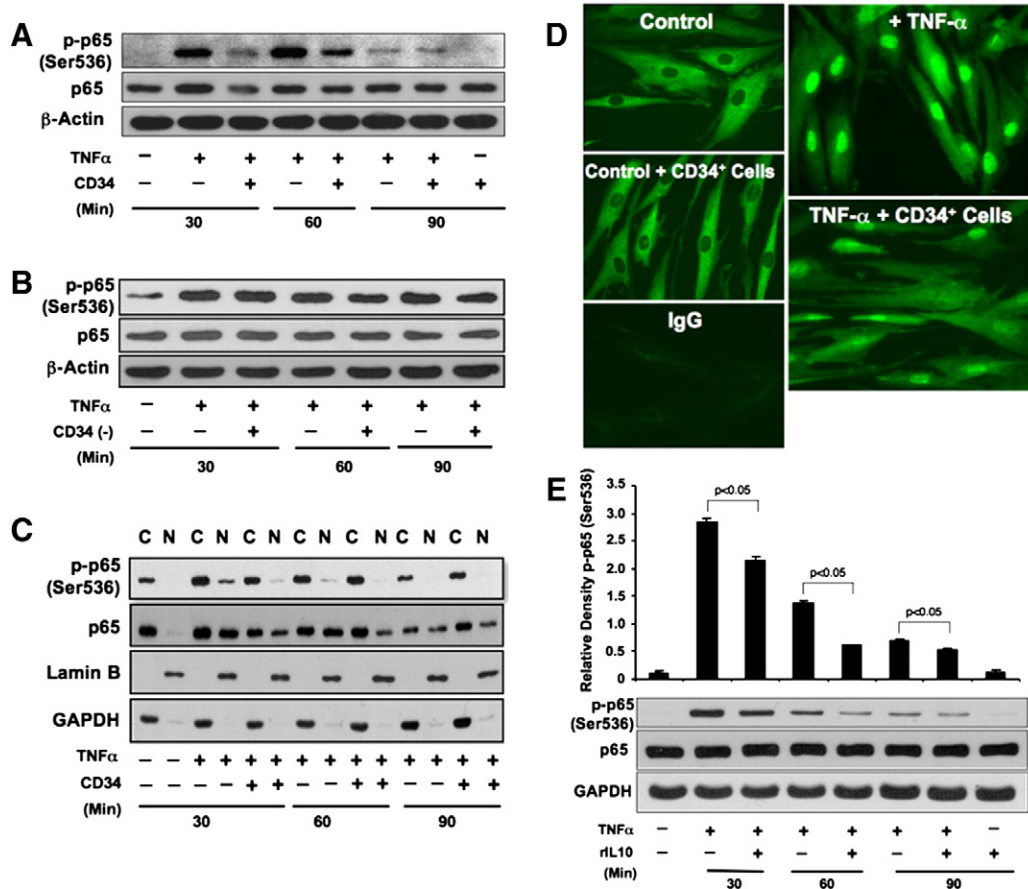 A
p-p65
(Ser536)
p65
β-Actin
TNFα – + + + + + + –
CD34 – – + – + – + +
(Min) 30 60 90
B
p-p65
(Ser536)
p65
β-Actin
TNFα – + + + + + +
CD34 (-) – – + – + – +
(Min) 30 60 90
C
C N C N C N C N C N C N C N
p-p65
(Ser536)
p65
Lamin B
GAPDH
TNFα – – + + + + + + + + + + + +
CD34 – – – – + + – – + + – – + +
(Min) 30 60 90
D
Control
+ TNF-α
Control + CD34⁺ Cells
TNF-α + CD34⁺ Cells
IgG
E
Relative Density p-p65 (Ser536)
3.5
3.0
2.5
2.0
1.5
1.0
0.5
0
p<0.05
p<0.05
p<0.05
p-p65
(Ser536)
p65
GAPDH
TNFα – + + + + + + –
rIL10 – – + – + – + +
(Min) 30 60 90